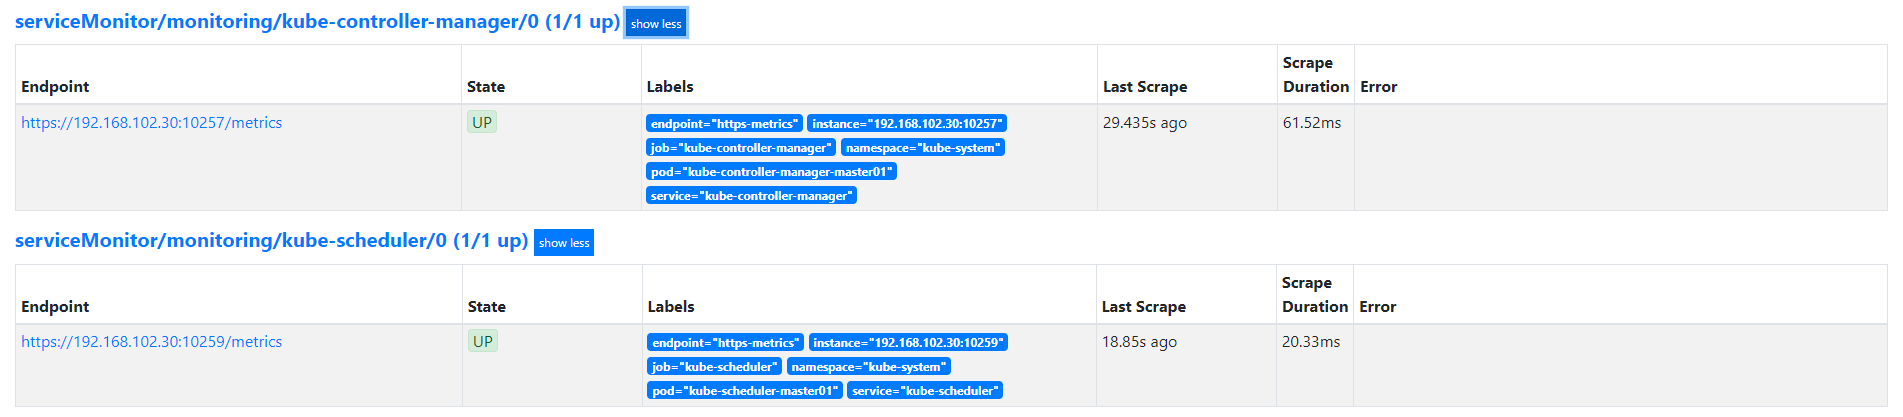 serviceMonitor/monitoring/kube-controller-manager/0 (1/1 up) show less
Endpoint State Labels Last Scrape Scrape Duration Error
https://192.168.102.30:10257/metrics UP endpoint="https-metrics" instance="192.168.102.30:10257" 29.435s ago 61.52ms
job="kube-controller-manager" namespace="kube-system"
pod="kube-controller-manager-master01"
service="kube-controller-manager"
serviceMonitor/monitoring/kube-scheduler/0 (1/1 up) show less
Endpoint State Labels Last Scrape Scrape Duration Error
https://192.168.102.30:10259/metrics UP endpoint="https-metrics" instance="192.168.102.30:10259" 18.85s ago 20.33ms
job="kube-scheduler" namespace="kube-system"
pod="kube-scheduler-master01" service="kube-scheduler"